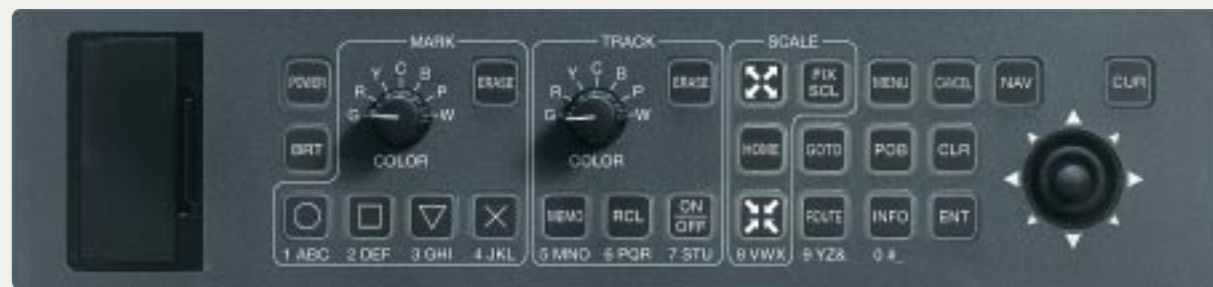 MARK TRACK SCALE
Y C B Y C B
POWER R P ERASE R P ERASE FIX SCL MENU CANCEL NAV CUR
G W G W
BRT COLOR COLOR HOME GOTO POB CLR
MEMO RCL ON/OFF ROUTE INFO ENT
1 ABC 2 DEF 3 GHI 4 JKL 5 MNO 6 PQR 7 STU 8 VWX 9 YZ& 0 #_